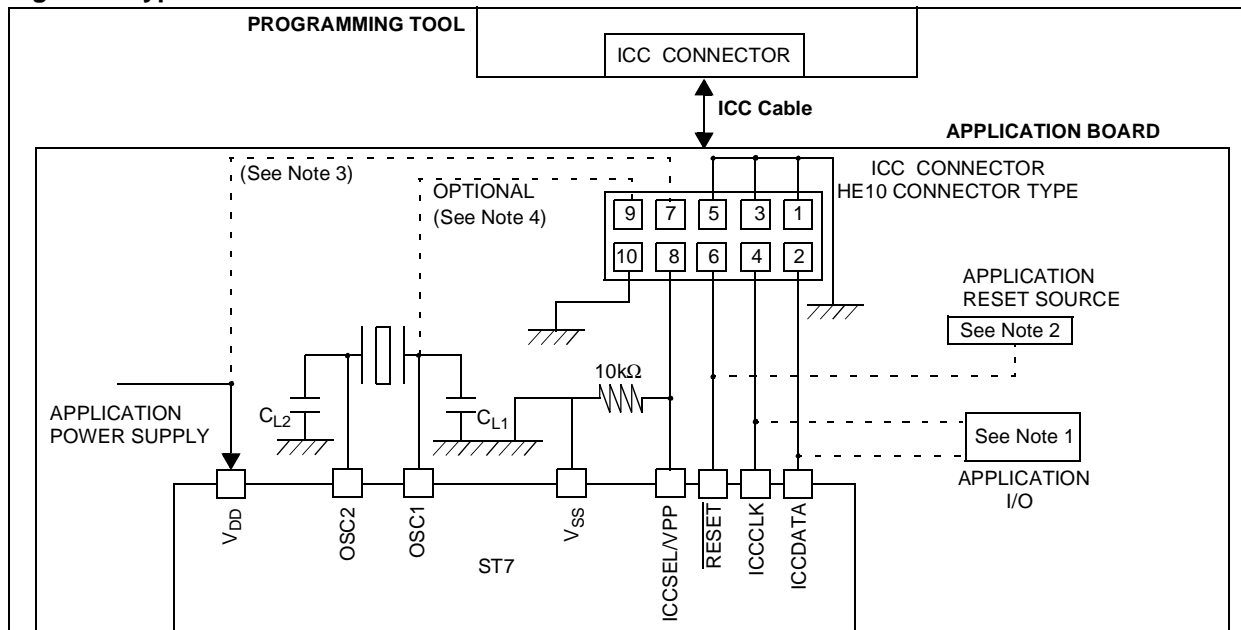 PROGRAMMING TOOL
ICC CONNECTOR
ICC Cable
APPLICATION BOARD
(See Note 3)
OPTIONAL
(See Note 4)
ICC CONNECTOR
HE10 CONNECTOR TYPE
9 7 5 3 1
10 8 6 4 2
APPLICATION
RESET SOURCE
See Note 2
10kΩ
APPLICATION
POWER SUPPLY
CL2
CL1
See Note 1
APPLICATION
I/O
VDD
OSC2
OSC1
VSS
ICCSEL/VPP
RESET
ICCCLK
ICCDATA
ST7